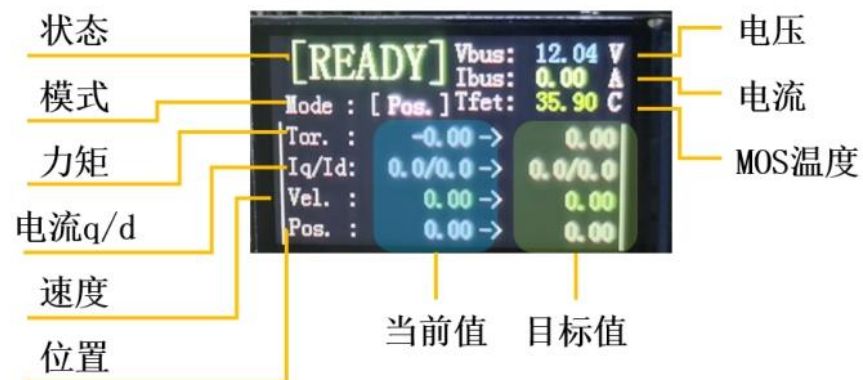 状态
模式
力矩
电流q/d
速度
位置
[READY]
Vbus: 12.04 V
Ibus: 0.00 A
Mode : [ Pos. ] Tfet: 35.90 C
Tor. : -0.00 -> 0.00
Iq/Id: 0.0/0.0 -> 0.0/0.0
Vel. : 0.00 -> 0.00
Pos. : 0.00 -> 0.00
当前值
目标值
电压
电流
MOS温度